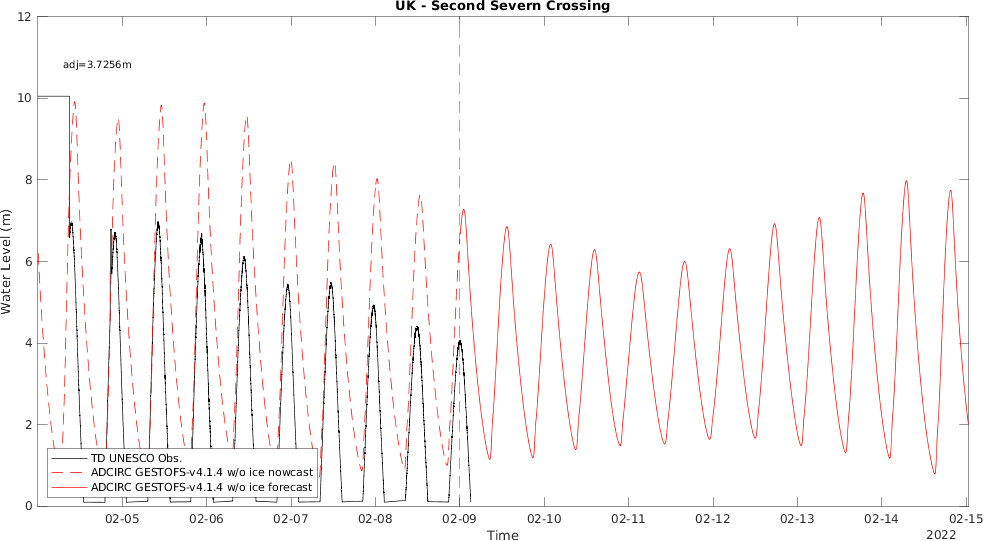 UK - Second Severn Crossing
adj=3.7256m
Water Level (m)
12
10
8
6
4
2
0
TD UNESCO Obs.
ADCIRC GESTOFS-v4.1.4 w/o ice nowcast
ADCIRC GESTOFS-v4.1.4 w/o ice forecast
02-05 02-06 02-07 02-08 02-09 02-10 02-11 02-12 02-13 02-14 02-15
Time
2022